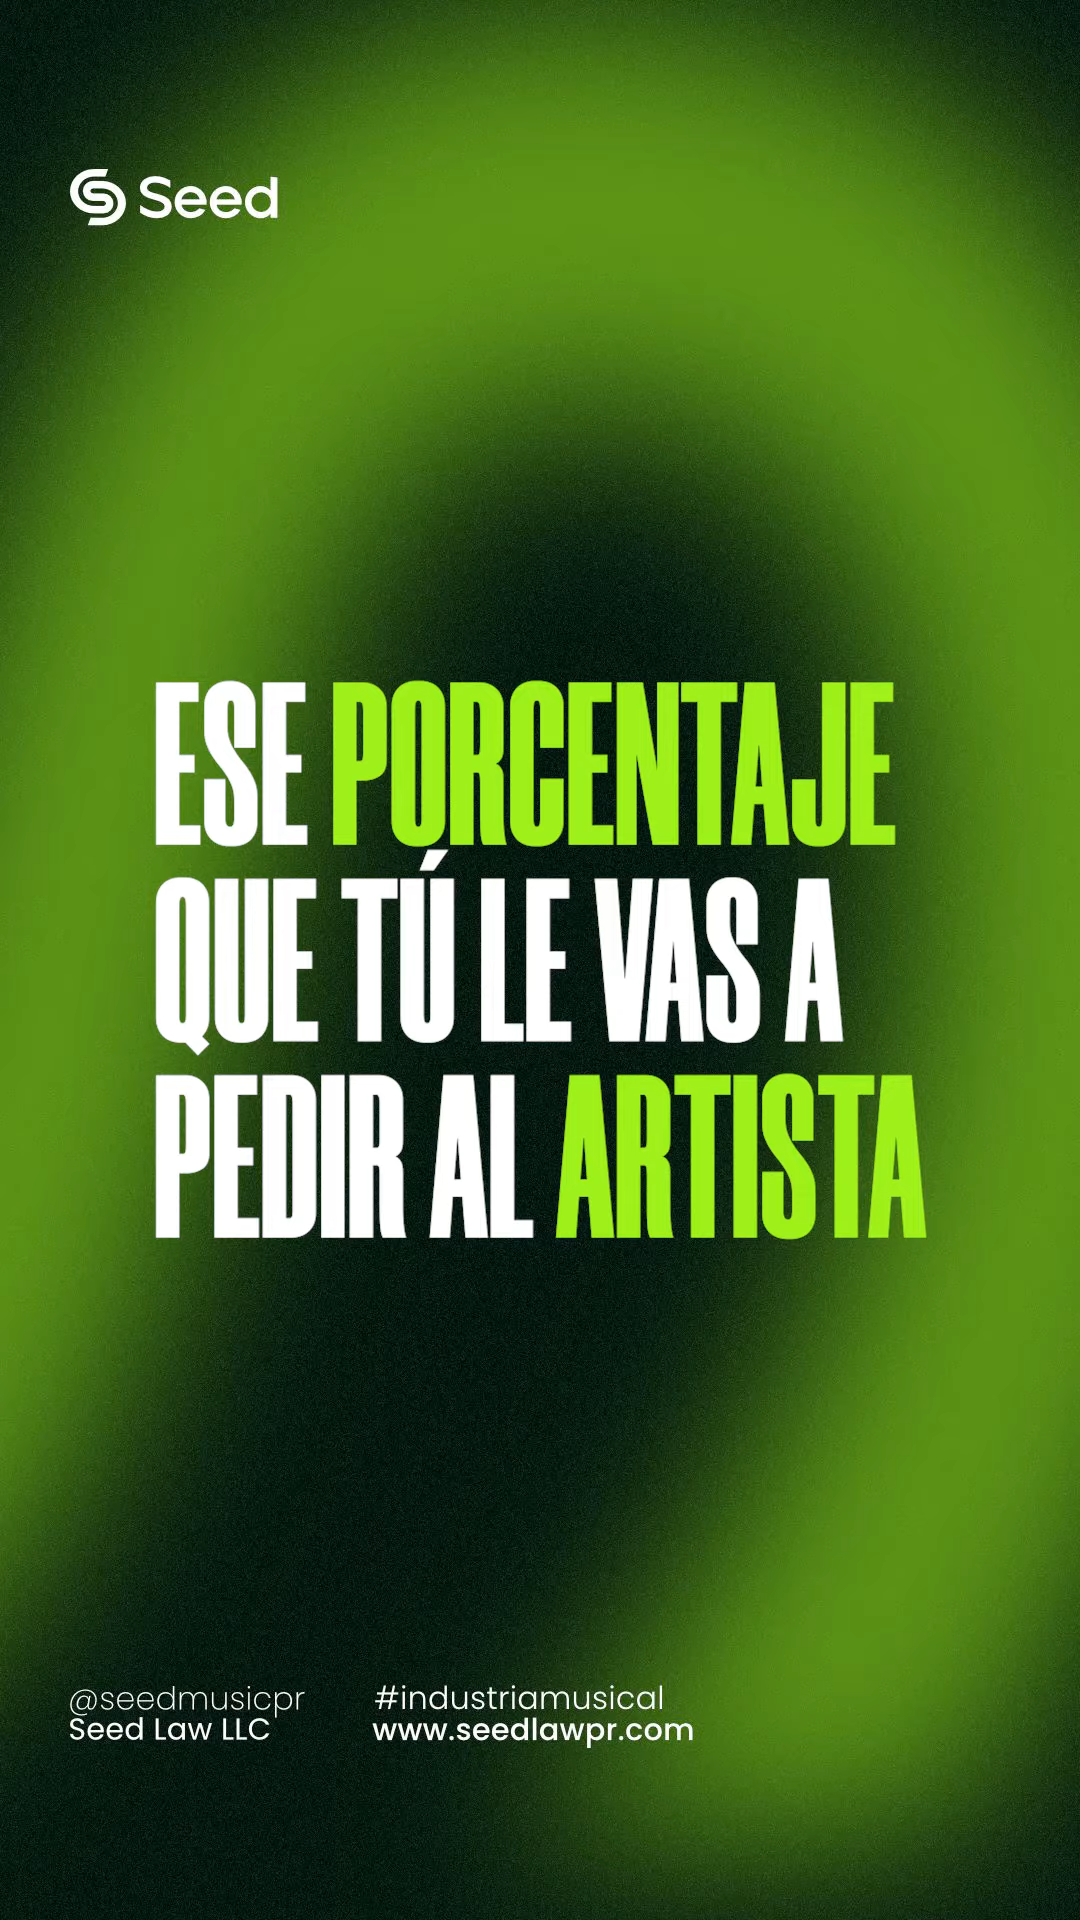 Seed
ESE PORCENTAJE
QUE TÚ LE VAS A
PEDIR AL ARTISTA
@seedmusicpr
Seed Law LLC
#industriamusical
www.seedlawpr.com